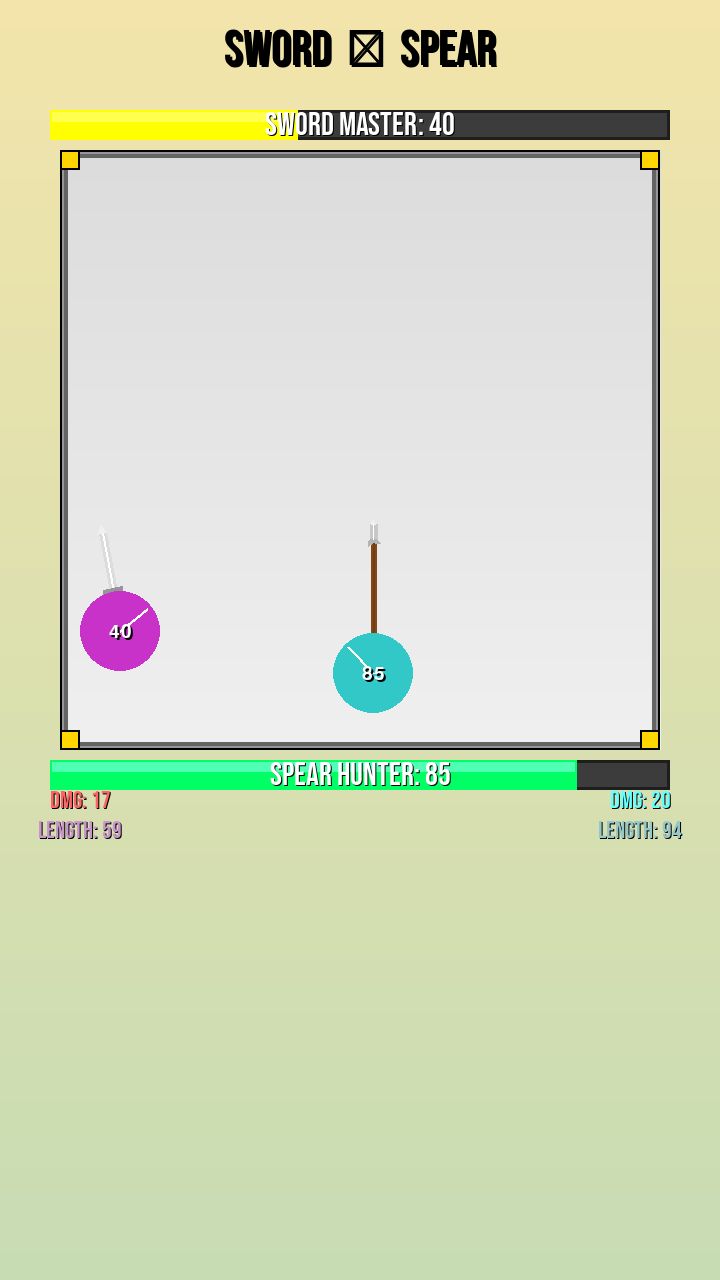 SWORD ☒ SPEAR
SWORD MASTER: 40
40
85
SPEAR HUNTER: 85
DMG: 17
DMG: 20
LENGTH: 59
LENGTH: 94